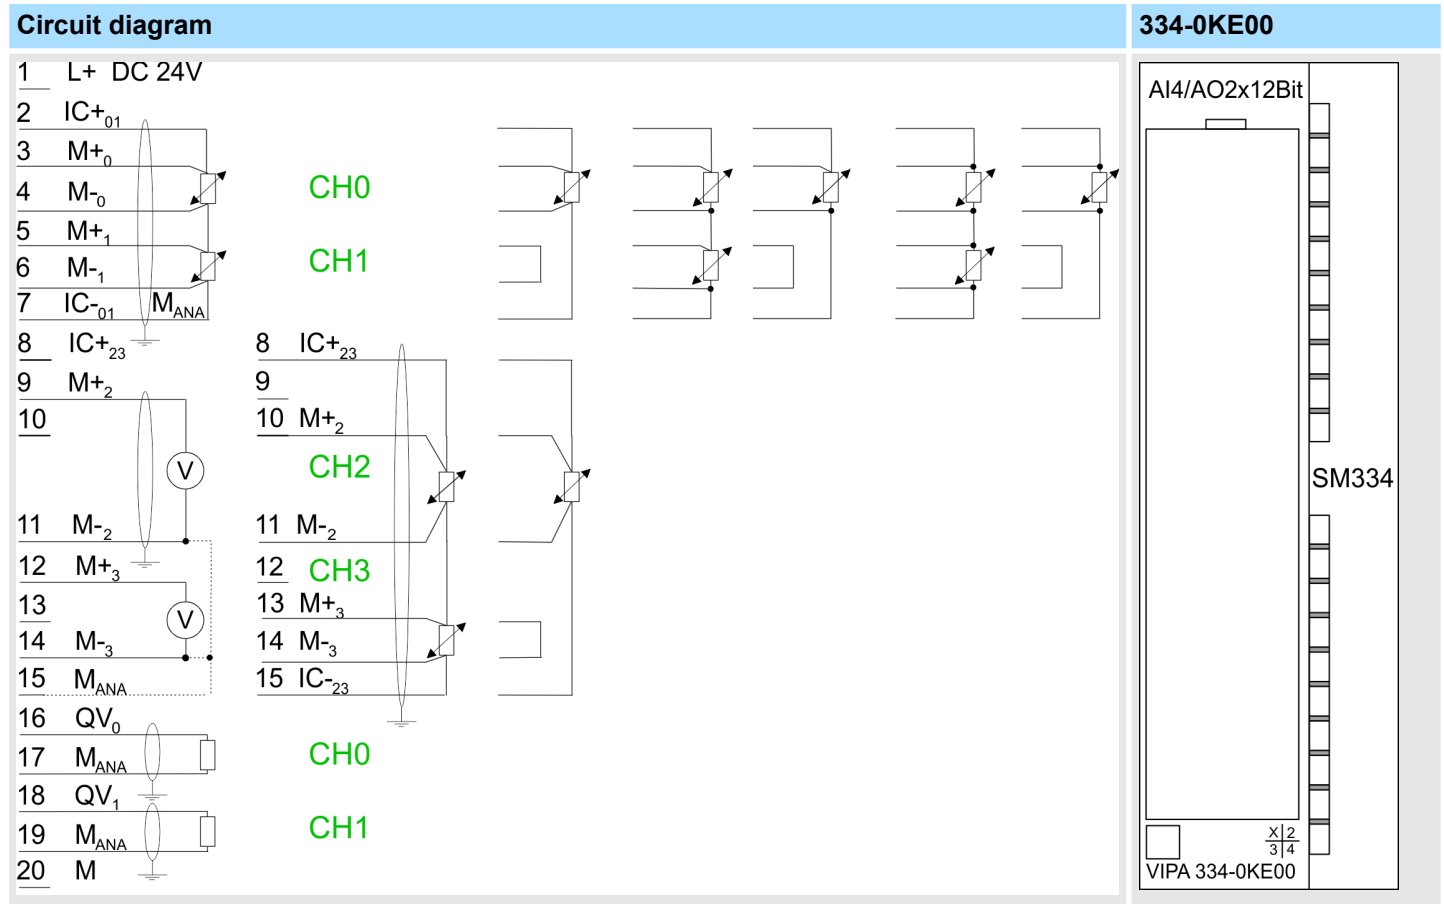 Circuit diagram
334-0KE00
1 L+ DC 24V
2 IC+01
3 M+0
4 M-0
CH0
5 M+1
6 M-1
CH1
7 IC-01 MANA
8 IC+23
9 M+2
10
V
11 M-2
12 M+3
13
V
14 M-3
15 MANA
8 IC+23
9
10 M+2
CH2
11 M-2
12 CH3
13 M+3
14 M-3
15 IC-23
16 QV0
17 MANA
CH0
18 QV1
19 MANA
CH1
20 M
AI4/AO2x12Bit
SM334
X 2
3 4
VIPA 334-0KE00